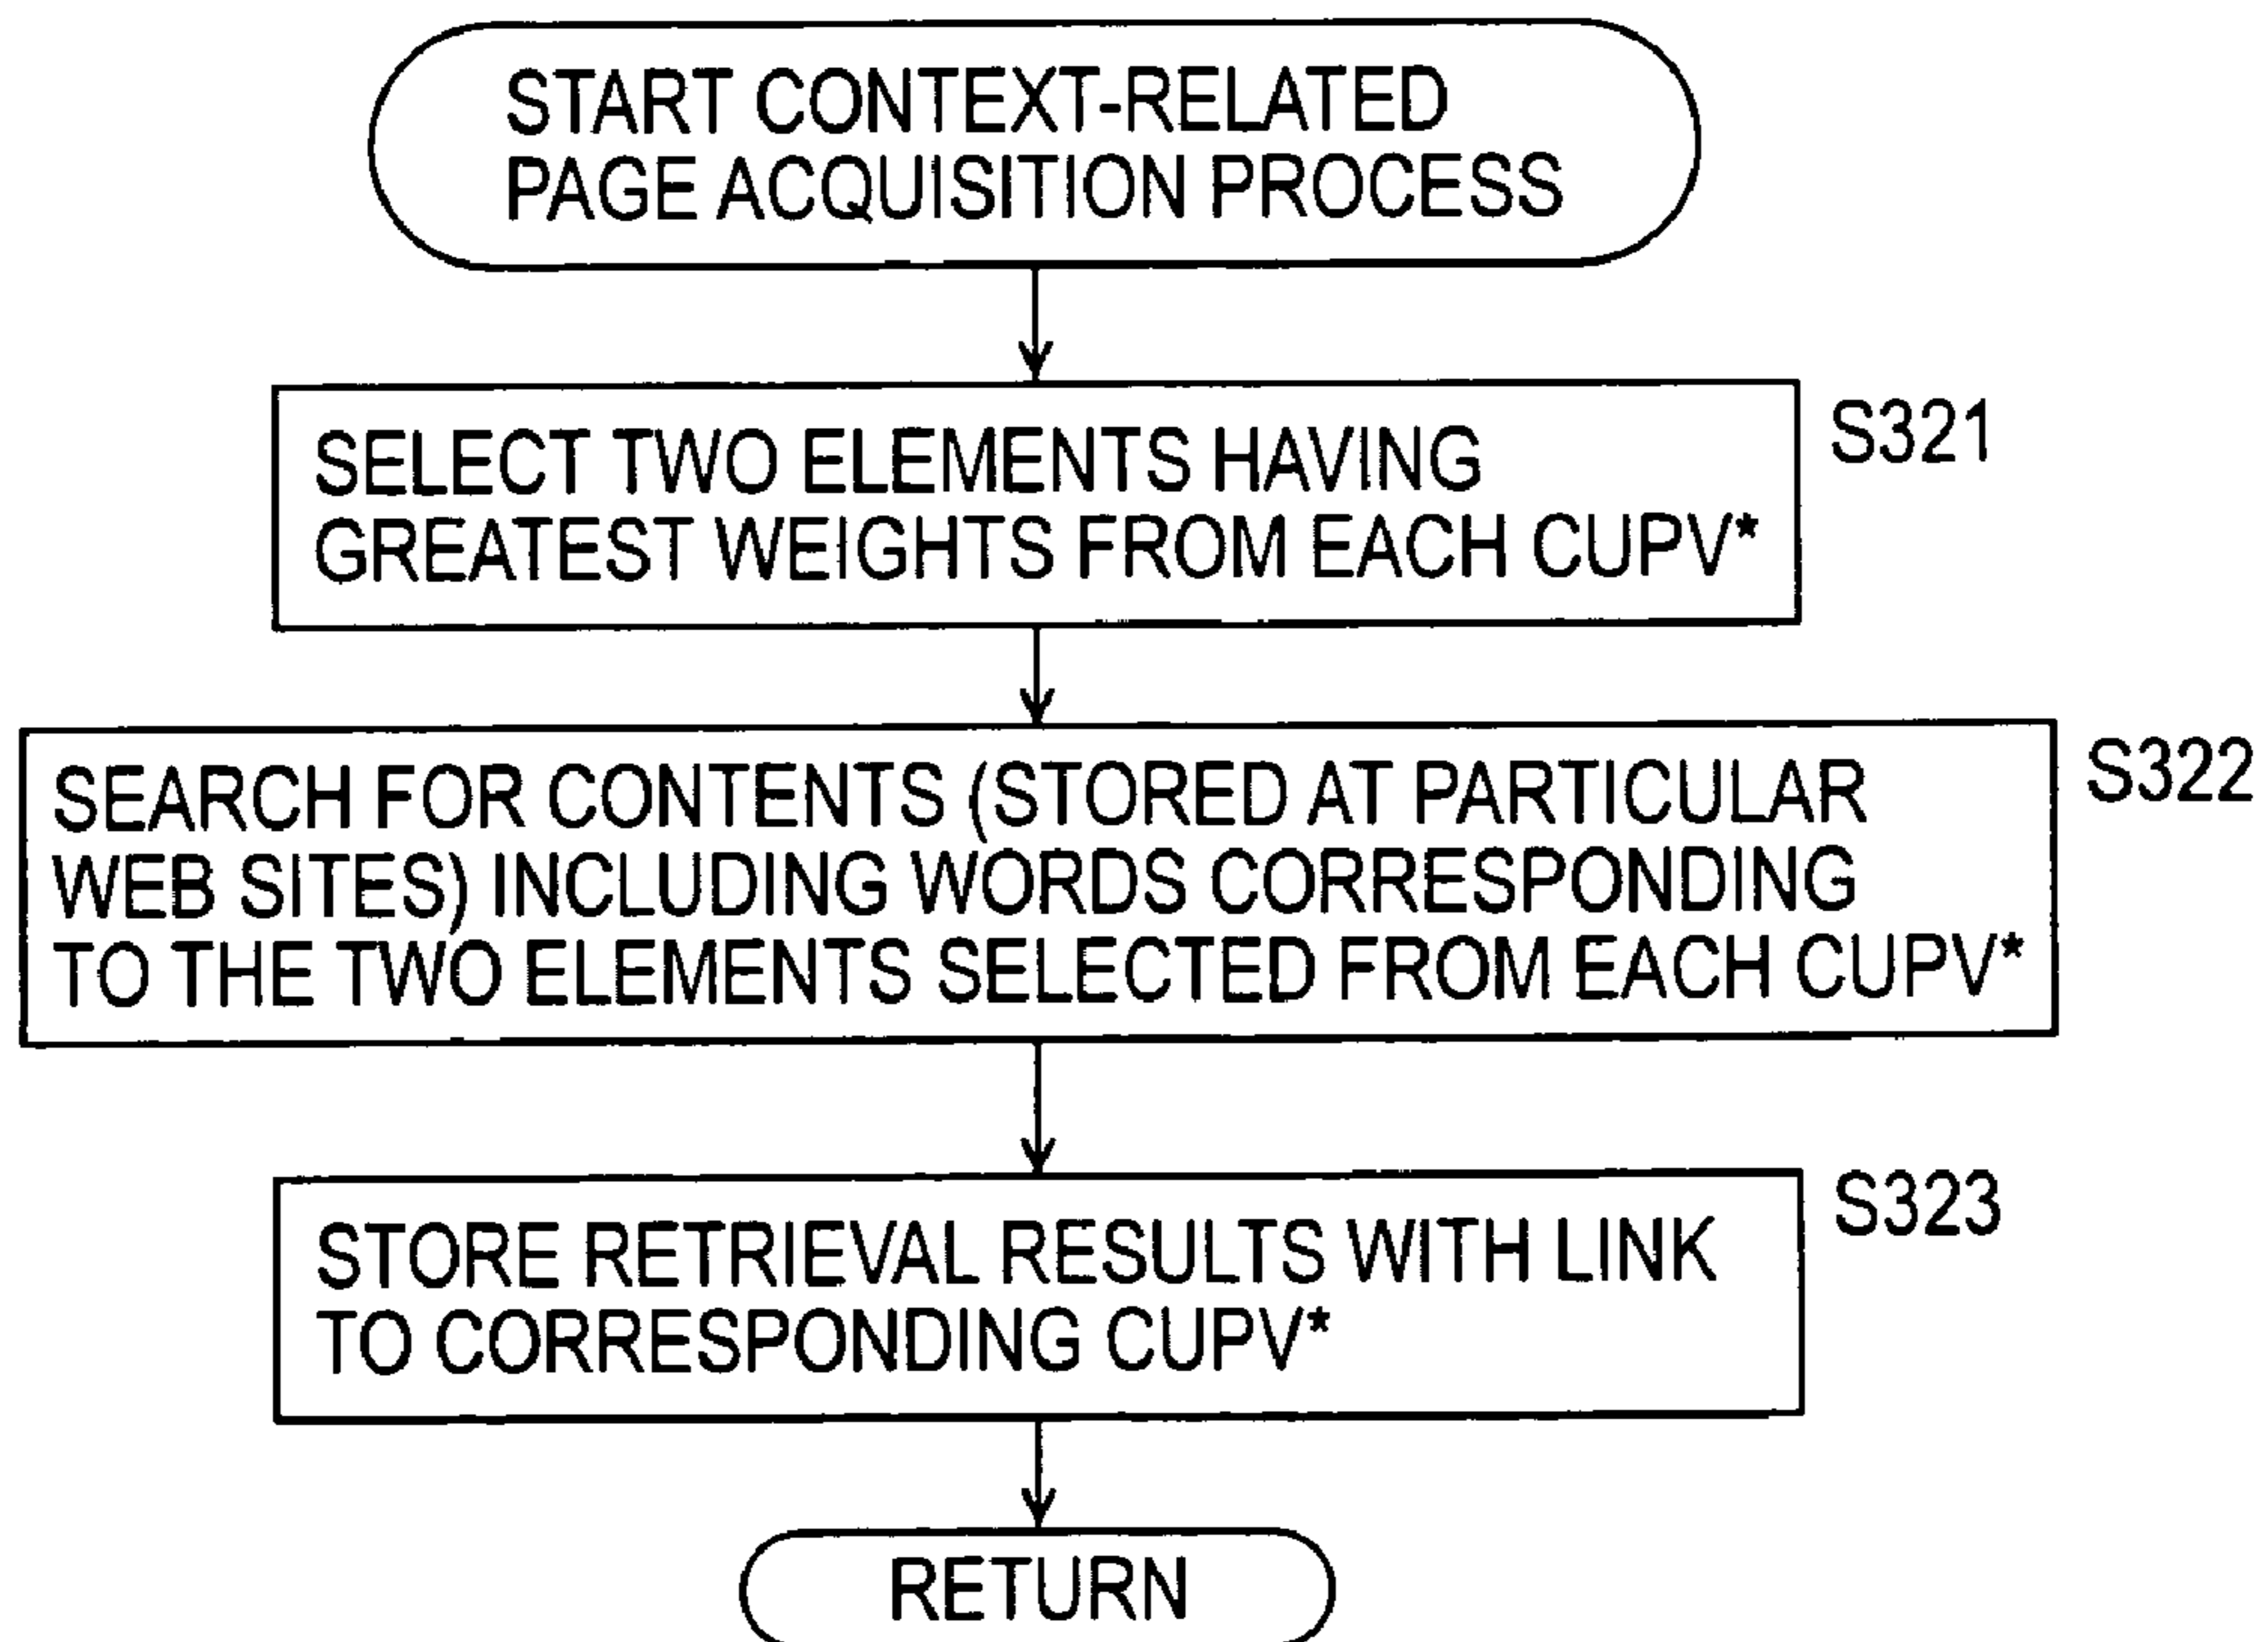 START CONTEXT-RELATED
PAGE ACQUISITION PROCESS
SELECT TWO ELEMENTS HAVING
GREATEST WEIGHTS FROM EACH CUPV*
S321
SEARCH FOR CONTENTS (STORED AT PARTICULAR
WEB SITES) INCLUDING WORDS CORRESPONDING
TO THE TWO ELEMENTS SELECTED FROM EACH CUPV*
S322
STORE RETRIEVAL RESULTS WITH LINK
TO CORRESPONDING CUPV*
S323
RETURN